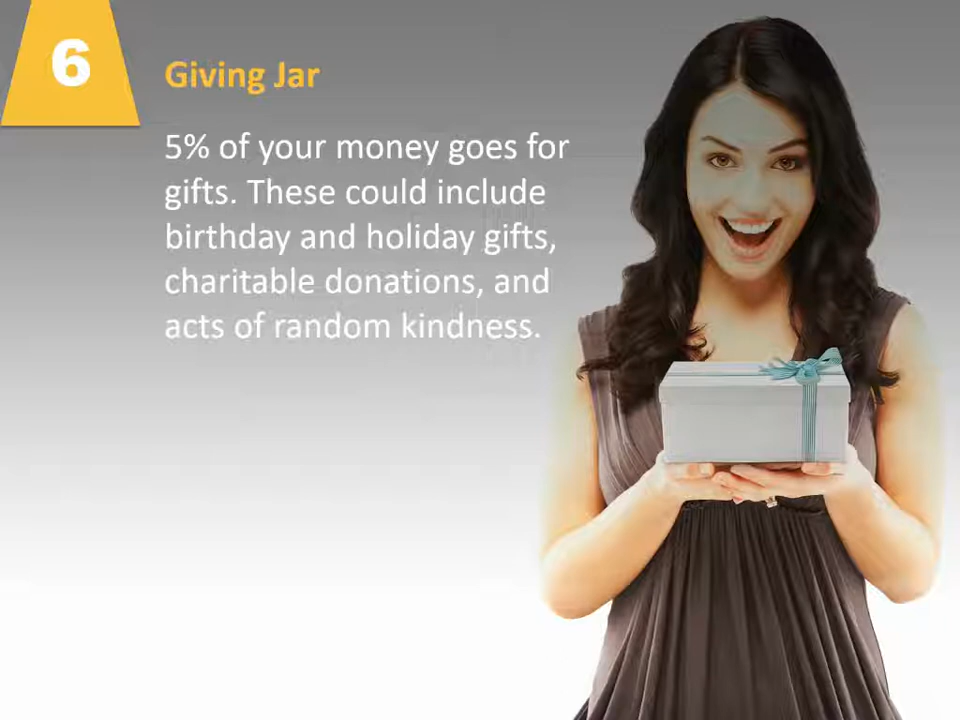 6
Giving Jar
5% of your money goes for
gifts. These could include
birthday and holiday gifts,
charitable donations, and
acts of random kindness.